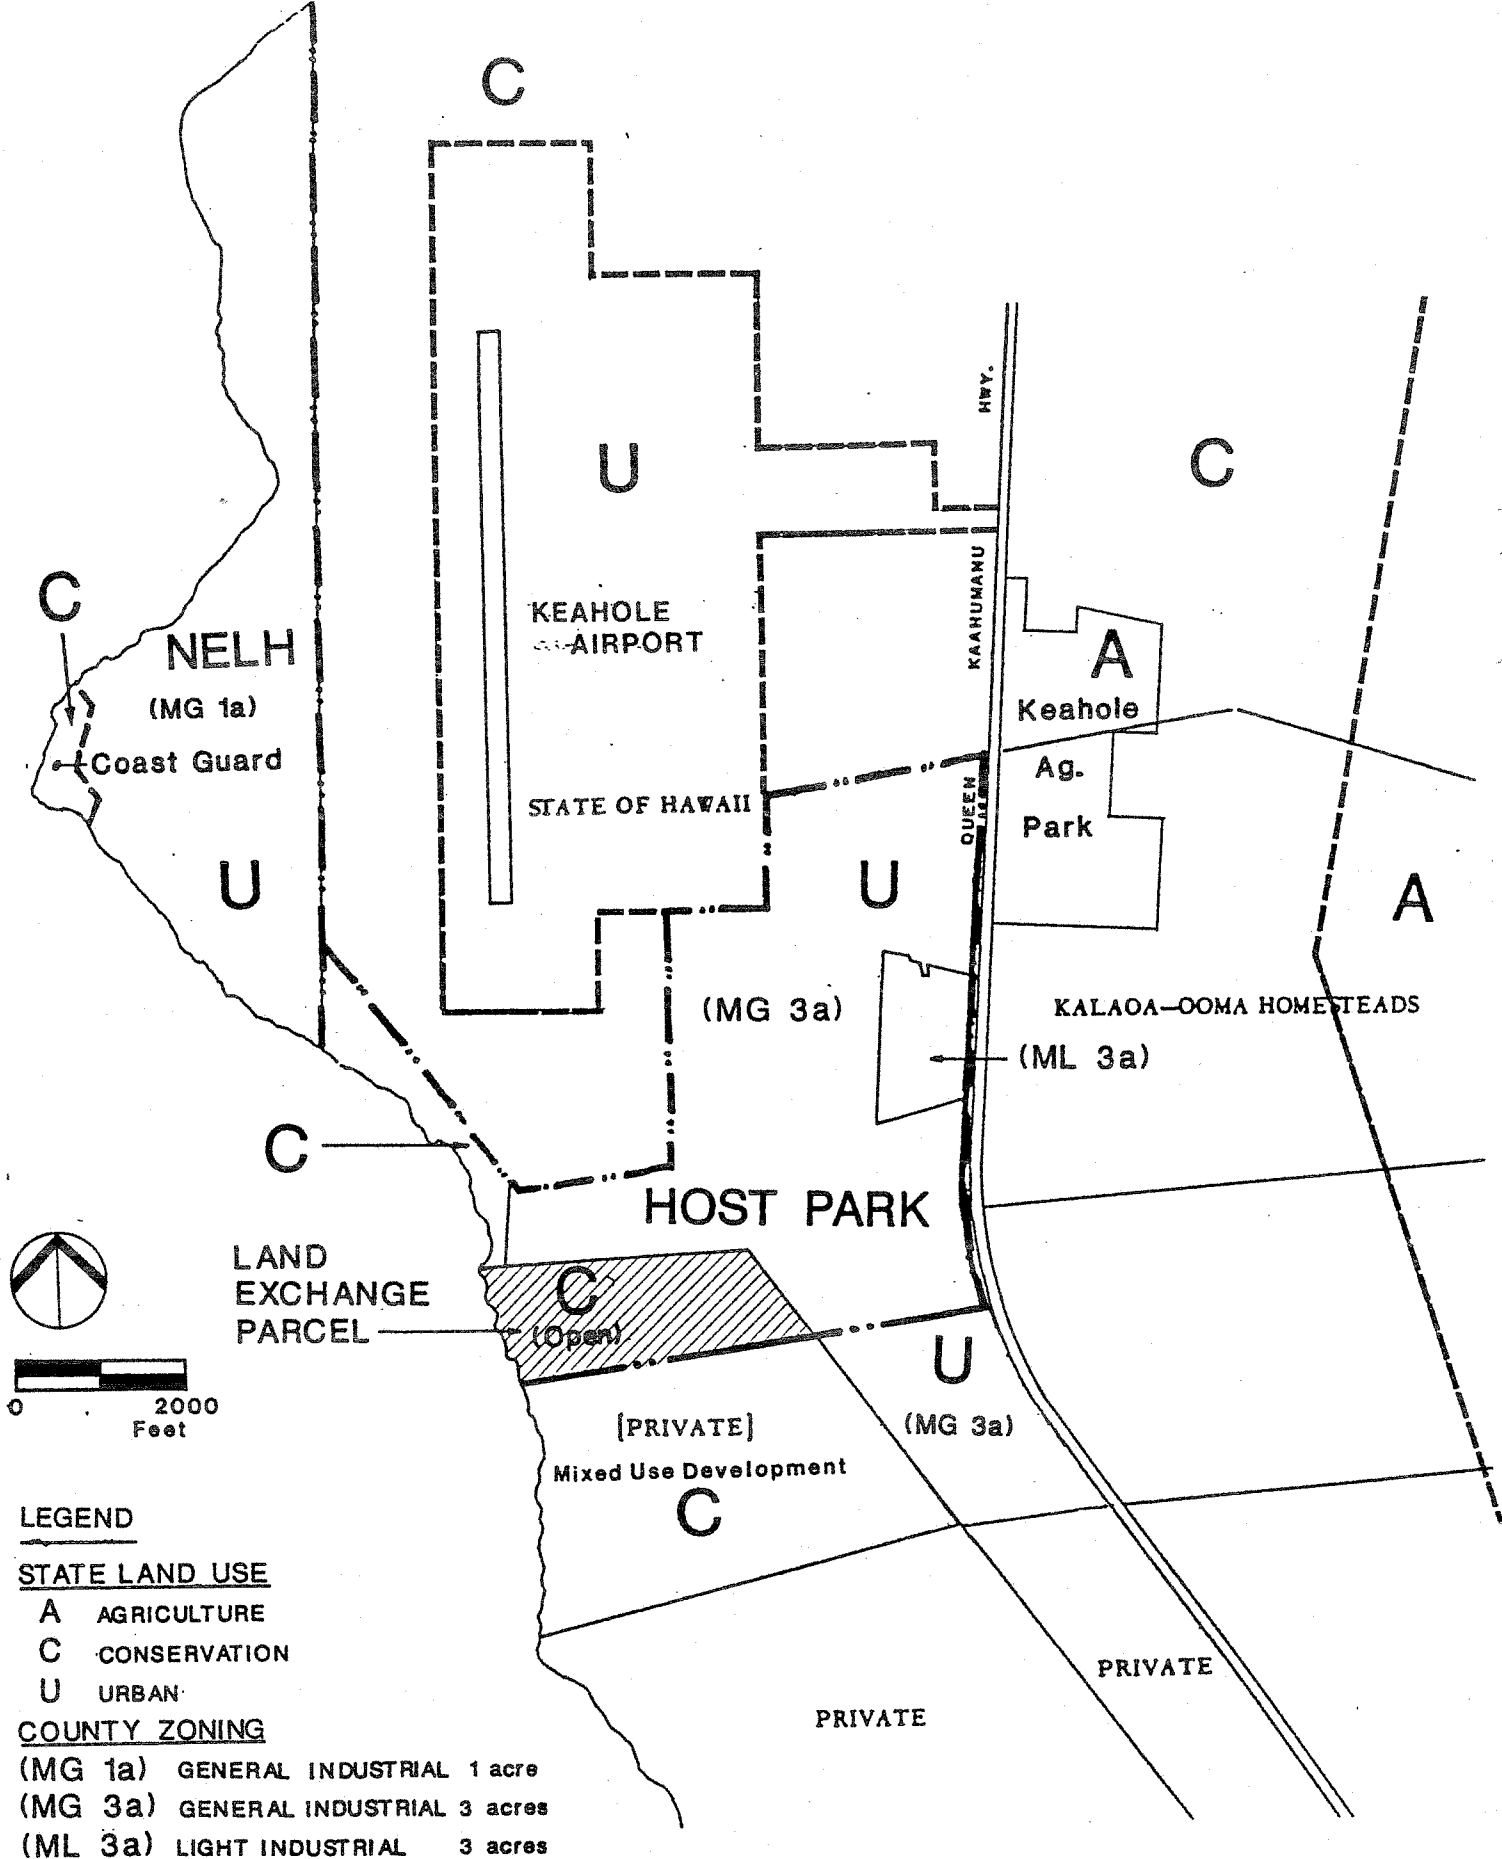 C
HWY.
C
U
KAAHUMANU
C
KEAHOLE
AIRPORT
NELH
A
(MG 1a)
Keahole
Coast Guard
Ag.
STATE OF HAWAII
QUEEN
Park
U
U
A
(MG 3a)
KALAOA—OOMA HOMESTEADS
(ML 3a)
C
HOST PARK
LAND
EXCHANGE
PARCEL
C
(Open)
U
0 2000
Feet
[PRIVATE]
(MG 3a)
Mixed Use Development
C
LEGEND
STATE LAND USE
A AGRICULTURE
C CONSERVATION
U URBAN
PRIVATE
PRIVATE
COUNTY ZONING
(MG 1a) GENERAL INDUSTRIAL 1 acre
(MG 3a) GENERAL INDUSTRIAL 3 acres
(ML 3a) LIGHT INDUSTRIAL 3 acres